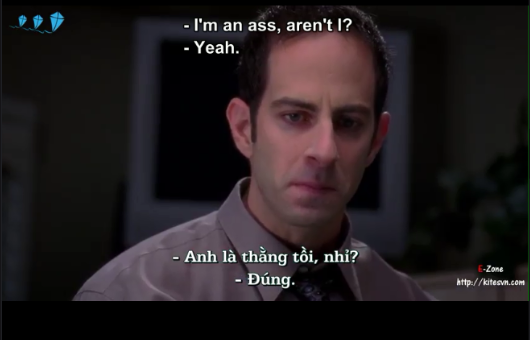 - I'm an ass, aren't I?
- Yeah.
- Anh là thằng tồi, nhỉ?
- Đúng.
E-Zone
http://kitesvn.com